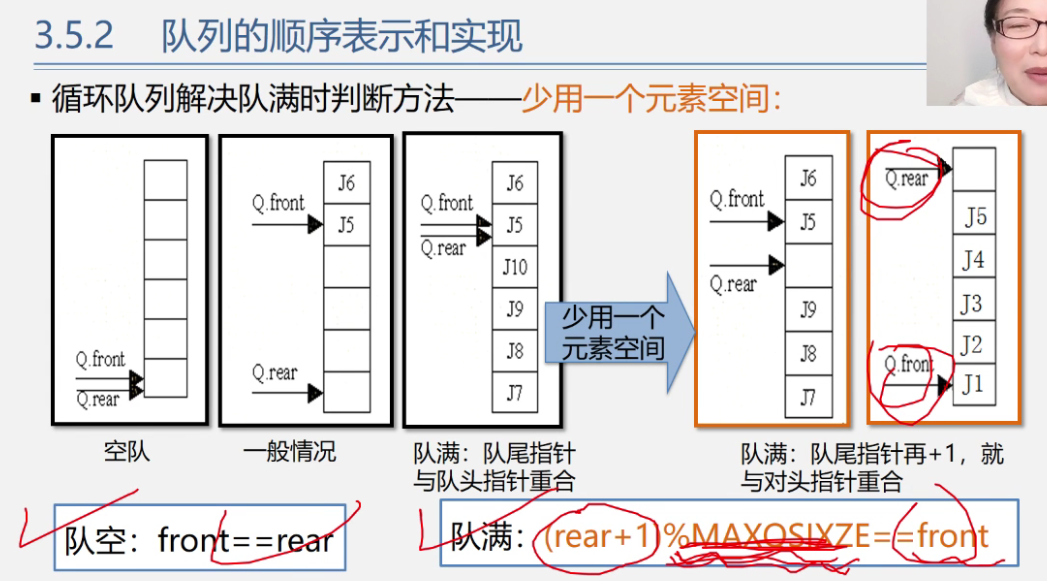 3.5.2 队列的顺序表示和实现
▪ 循环队列解决队满时判断方法——少用一个元素空间：
Q.front
Q.rear
空队
Q.front
J6
J5
Q.rear
一般情况
Q.front
Q.rear
J6
J5
J10
J9
J8
J7
队满：队尾指针
与队头指针重合
少用一个
元素空间
Q.front
Q.rear
J6
J5
J9
J8
J7
Q.rear
Q.front
J5
J4
J3
J2
J1
队满：队尾指针再+1，就
与对头指针重合
队空：front==rear
队满：(rear+1)%MAXQSIXZE==front